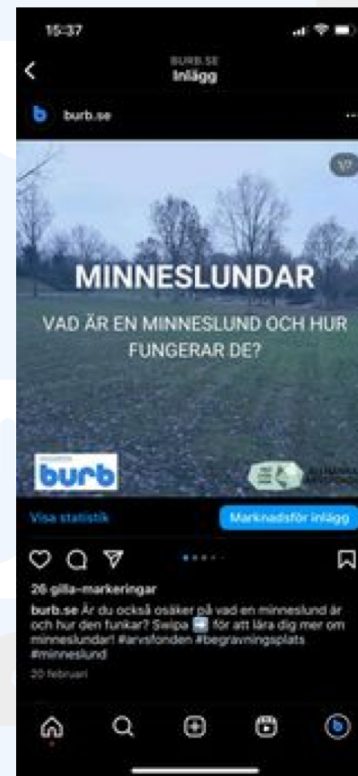 15:37
BURB.SE
Inlägg
burb.se
1/7
MINNESLUNDAR
VAD ÄR EN MINNESLUND OCH HUR
FUNGERAR DE?
burb
Visa statistik
Marknadsför inlägg
26 gilla-markeringar
burb.se Är du också osäker på vad en minneslund är
och hur den funkar? Swipa ➡️ för att lära dig mer om
minneslundar! #arvsfonden #begravningsplats
#minneslund
20 februari
burb